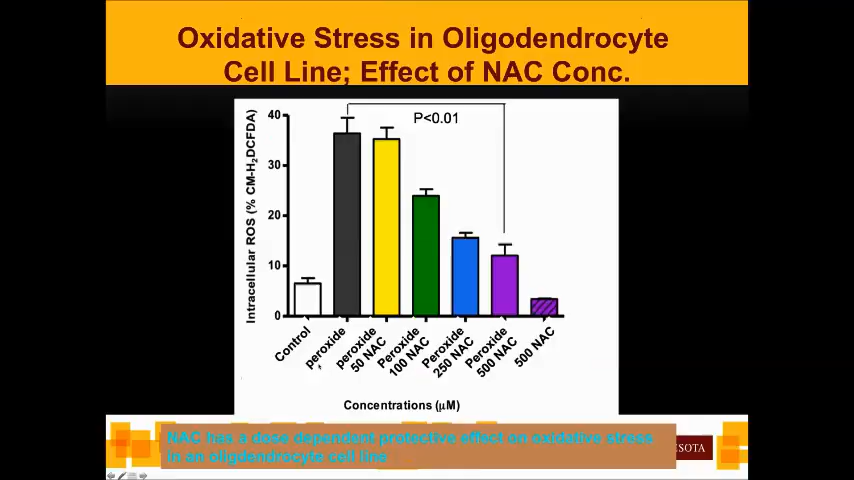 Oxidative Stress in Oligodendrocyte
Cell Line; Effect of NAC Conc.
P<0.01
Intracellular ROS (% CM-H₂DCFDA)
40
30
20
10
0
Control
peroxide
peroxide
50 NAC
Peroxide
100 NAC
Peroxide
250 NAC
Peroxide
500 NAC
500 NAC
Concentrations (μM)
NAC has a dose dependant protective effect on oxidative stress
in an oligdendrocyte cell line
SOTA